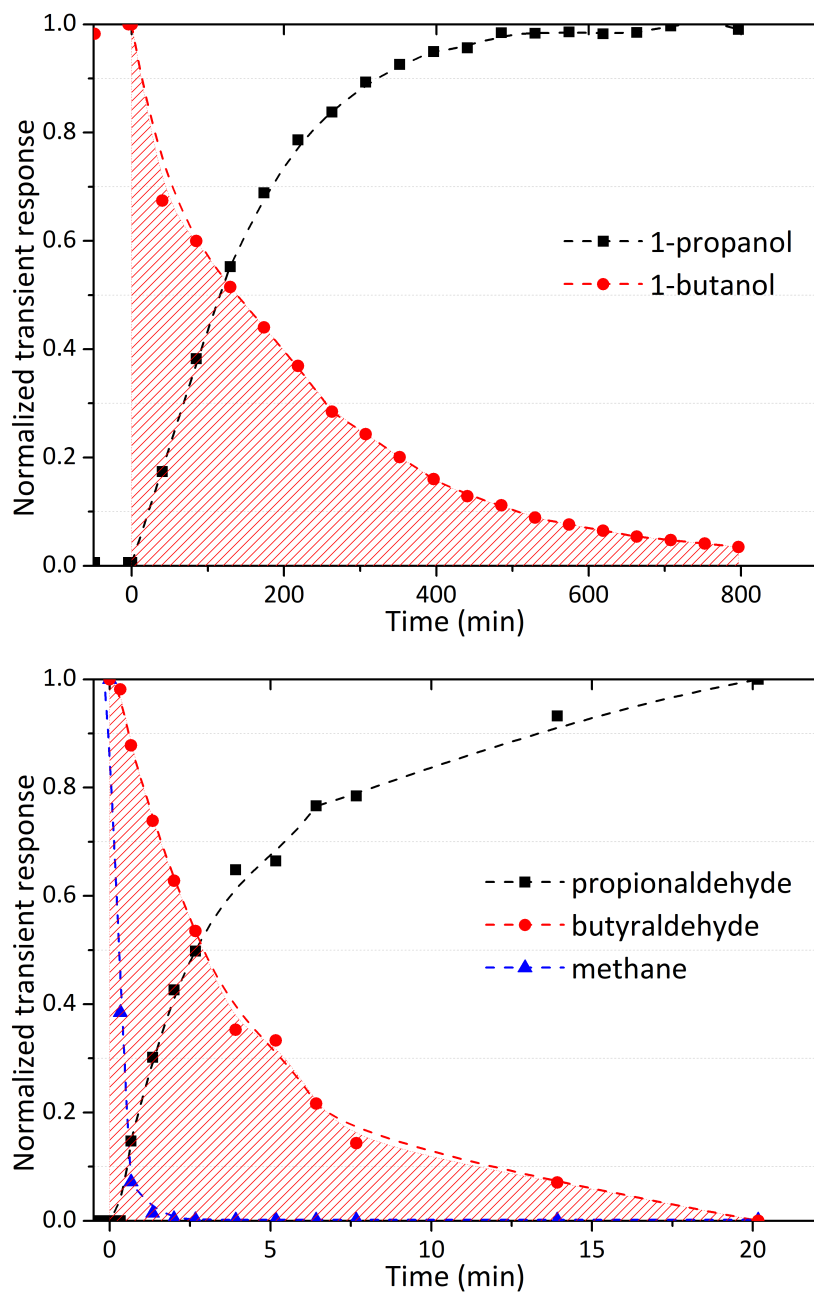 Normalized transient response
1.0
0.8
0.6
0.4
0.2
0.0
1-propanol
1-butanol
0
200
400
600
800
Time (min)
Normalized transient response
1.0
0.8
0.6
0.4
0.2
0.0
propionaldehyde
butyraldehyde
methane
0
5
10
15
20
Time (min)